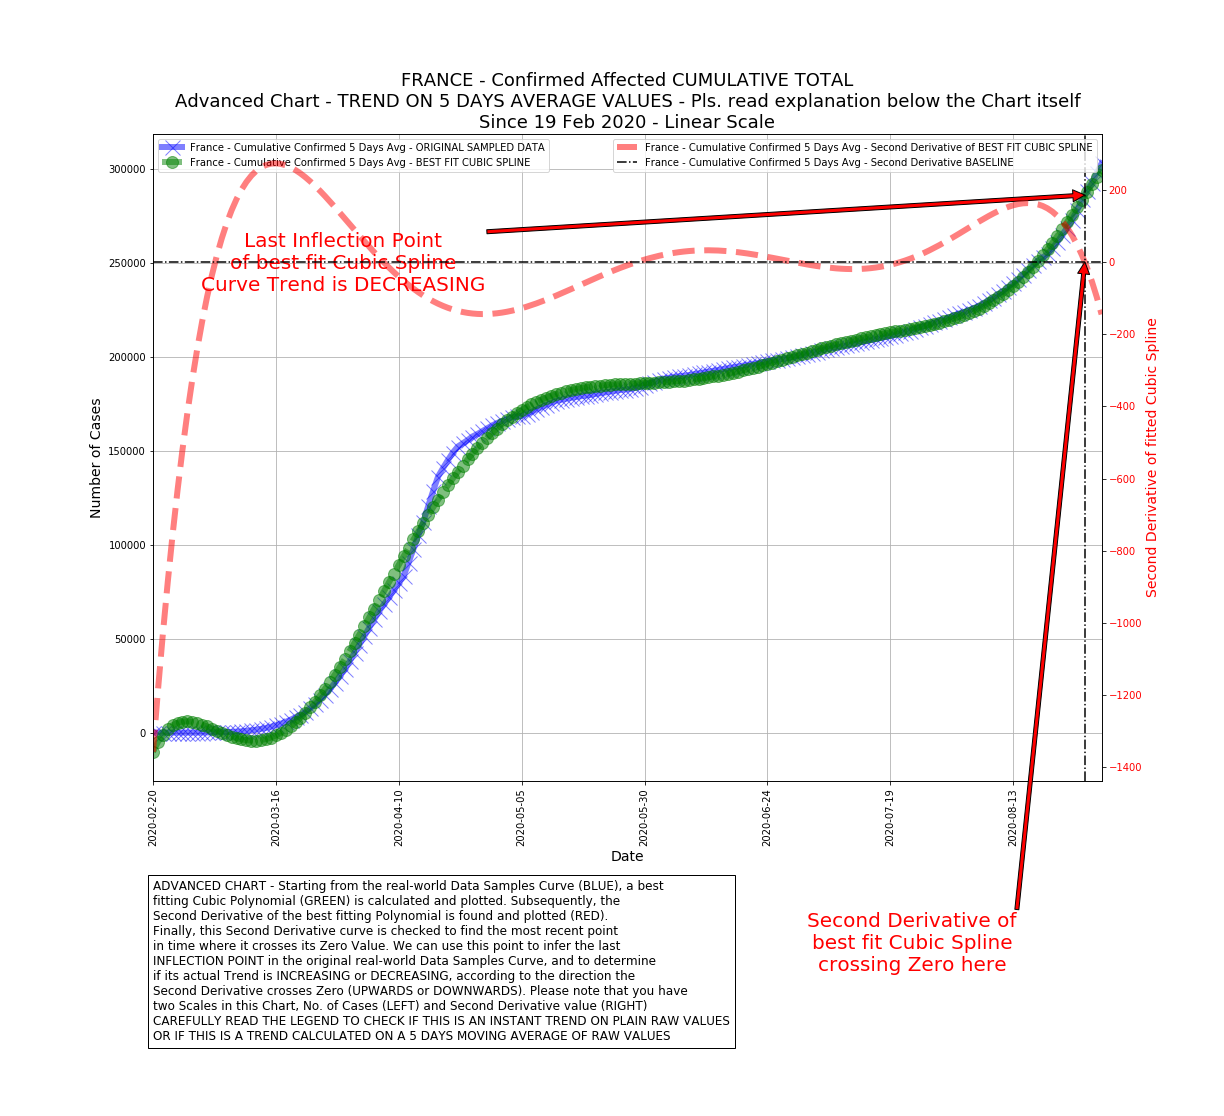 FRANCE - Confirmed Affected CUMULATIVE TOTAL
Advanced Chart - TREND ON 5 DAYS AVERAGE VALUES - Pls. read explanation below the Chart itself
Since 19 Feb 2020 - Linear Scale
France - Cumulative Confirmed 5 Days Avg - ORIGINAL SAMPLED DATA
France - Cumulative Confirmed 5 Days Avg - BEST FIT CUBIC SPLINE
France - Cumulative Confirmed 5 Days Avg - Second Derivative of BEST FIT CUBIC SPLINE
France - Cumulative Confirmed 5 Days Avg - Second Derivative BASELINE
Last Inflection Point
of best fit Cubic Spline
Curve Trend is DECREASING
Number of Cases
300000
250000
200000
150000
100000
50000
0
200
0
−200
−400
−600
−800
−1000
−1200
−1400
Second Derivative of fitted Cubic Spline
2020-02-20
2020-03-16
2020-04-10
2020-05-05
2020-05-30
2020-06-24
2020-07-19
2020-08-13
Date
ADVANCED CHART - Starting from the real-world Data Samples Curve (BLUE), a best
fitting Cubic Polynomial (GREEN) is calculated and plotted. Subsequently, the
Second Derivative of the best fitting Polynomial is found and plotted (RED).
Finally, this Second Derivative curve is checked to find the most recent point
in time where it crosses its Zero Value. We can use this point to infer the last
INFLECTION POINT in the original real-world Data Samples Curve, and to determine
if its actual Trend is INCREASING or DECREASING, according to the direction the
Second Derivative crosses Zero (UPWARDS or DOWNWARDS). Please note that you have
two Scales in this Chart, No. of Cases (LEFT) and Second Derivative value (RIGHT)
CAREFULLY READ THE LEGEND TO CHECK IF THIS IS AN INSTANT TREND ON PLAIN RAW VALUES
OR IF THIS IS A TREND CALCULATED ON A 5 DAYS MOVING AVERAGE OF RAW VALUES
Second Derivative of
best fit Cubic Spline
crossing Zero here